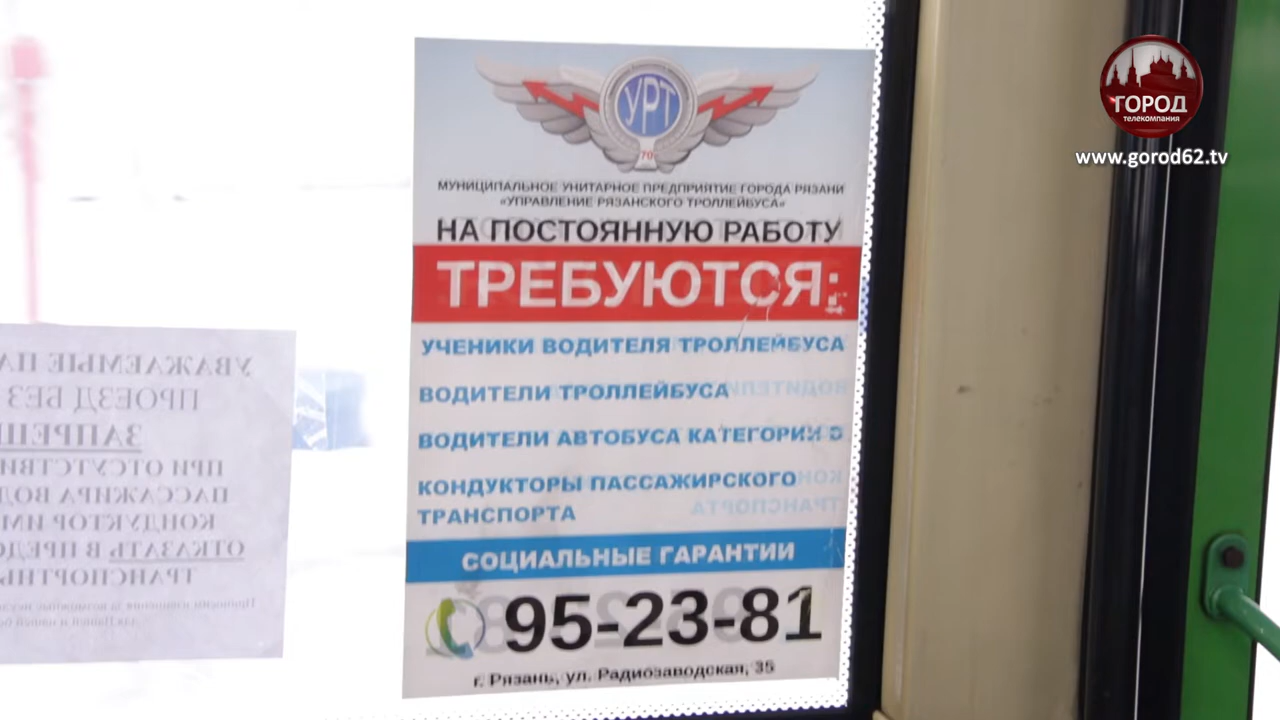 ГОРОД
телекомпания
www.gorod62.tv
УРТ
70
МУНИЦИПАЛЬНОЕ УНИТАРНОЕ ПРЕДПРИЯТИЕ ГОРОДА РЯЗАНИ
«УПРАВЛЕНИЕ РЯЗАНСКОГО ТРОЛЛЕЙБУСА»
НА ПОСТОЯННУЮ РАБОТУ
ТРЕБУЮТСЯ:
УЧЕНИКИ ВОДИТЕЛЯ ТРОЛЛЕЙБУСА
ВОДИТЕЛИ ТРОЛЛЕЙБУСА
ВОДИТЕЛИ АВТОБУСА КАТЕГОРИИ D
КОНДУКТОРЫ ПАССАЖИРСКОГО
ТРАНСПОРТА
СОЦИАЛЬНЫЕ ГАРАНТИИ
95-23-81
г. Рязань, ул. Радиозаводская, 35
УВАЖАЕМЫЕ ПА
ПРОЕЗД БЕЗ
ЗАПРЕЩ
ПРИ ОТСУТСТВИ
ПАССАЖИРА ВОД
КОНДУКТОР ИМ
ОТКАЗАТЬ В ПРЕДО
ТРАНСПОРТНЫ